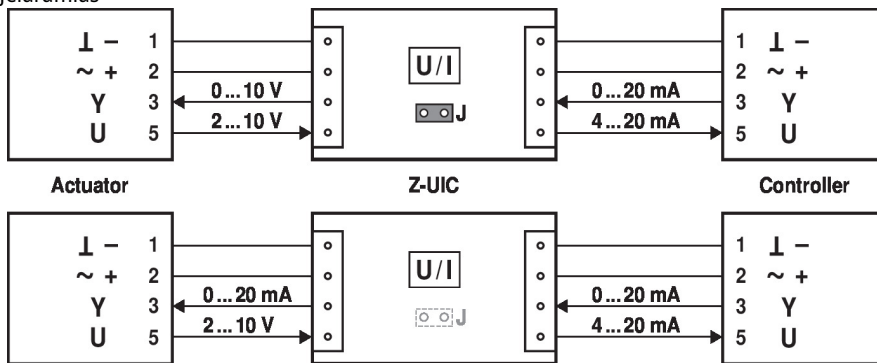 ⊥ – 1 1 ⊥ –
~ + 2 U/I 2 ~ +
Y 3 0...10 V 0...20 mA 3 Y
U 5 2...10 V J 4...20 mA 5 U
Actuator Z-UIC Controller
⊥ – 1 1 ⊥ –
~ + 2 U/I 2 ~ +
Y 3 0...20 mA 0...20 mA 3 Y
U 5 2...10 V J 4...20 mA 5 U